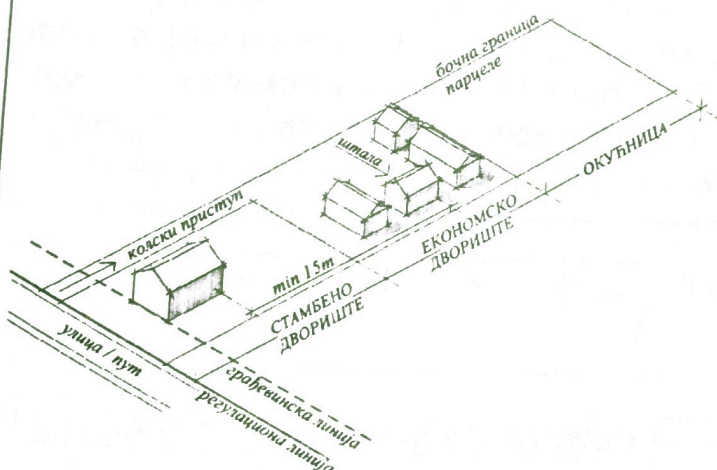 бочна граница
парцеле
штала
ОКУЋНИЦА
колски приступ
ЕКОНОМСКО
ДВОРИШТЕ
min 15m
СТАМБЕНО
ДВОРИШТЕ
улица / пут
грађевинска линија
регулациона линија